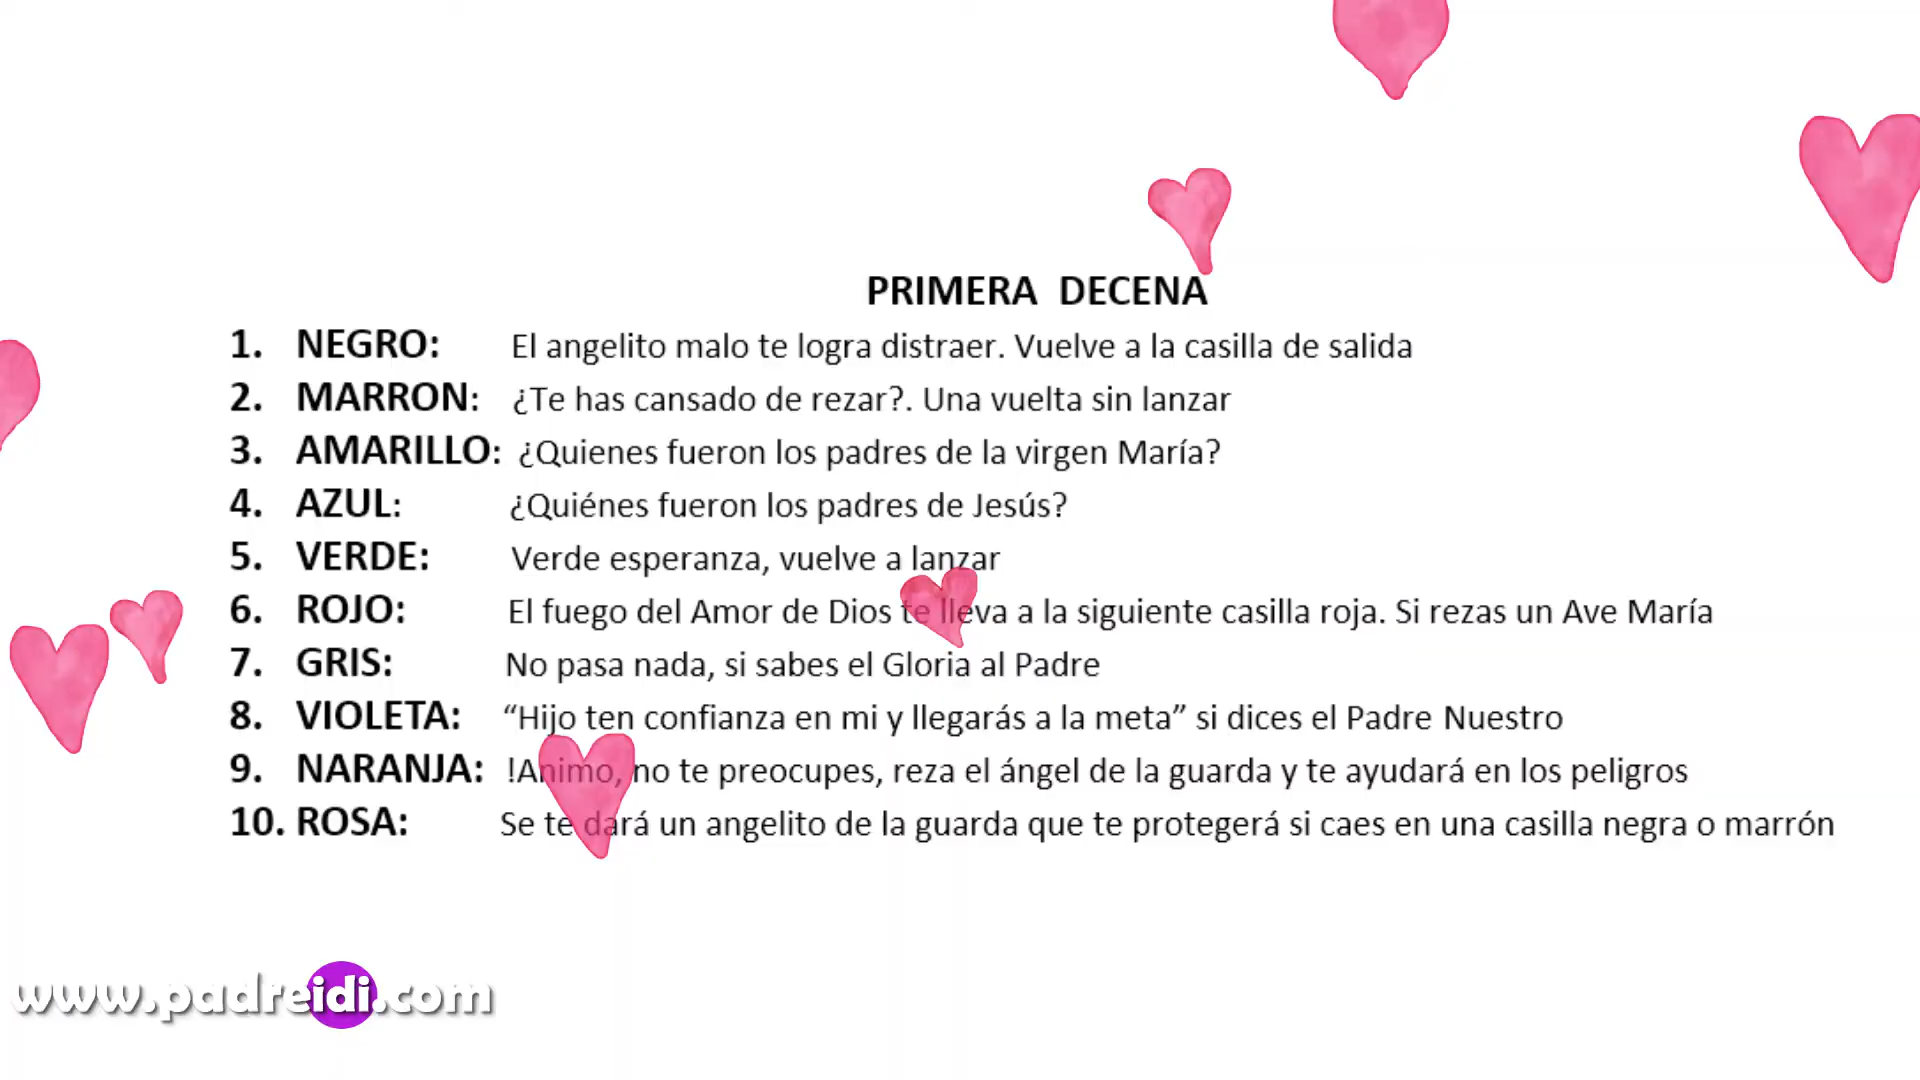 PRIMERA DECENA
1. NEGRO: El angelito malo te logra distraer. Vuelve a la casilla de salida
2. MARRON: ¿Te has cansado de rezar?. Una vuelta sin lanzar
3. AMARILLO: ¿Quienes fueron los padres de la virgen María?
4. AZUL: ¿Quiénes fueron los padres de Jesús?
5. VERDE: Verde esperanza, vuelve a lanzar
6. ROJO: El fuego del Amor de Dios te lleva a la siguiente casilla roja. Si rezas un Ave María
7. GRIS: No pasa nada, si sabes el Gloria al Padre
8. VIOLETA: “Hijo ten confianza en mi y llegarás a la meta” si dices el Padre Nuestro
9. NARANJA: !Animo, no te preocupes, reza el ángel de la guarda y te ayudará en los peligros
10. ROSA: Se te dará un angelito de la guarda que te protegerá si caes en una casilla negra o marrón
www.padreidi.com